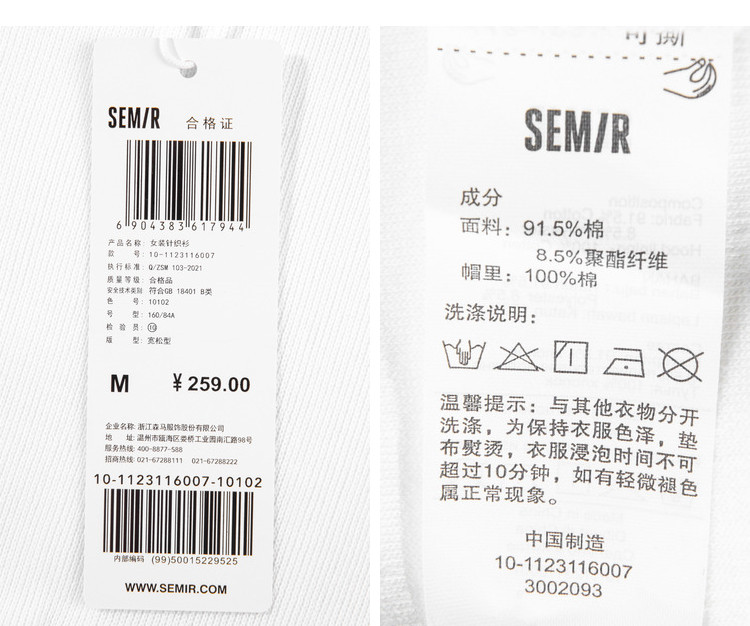 SEMIR 合格证
6 904383 617944
产品名称: 女装针织衫
款 号: 10-1123116007
执行标准: Q/ZSM 103-2021
质量等级: 合格品
安全技术类别: 符合GB 18401 B类
色 号: 10102
号 型: 160/84A
检 验 员: 10
版 型: 宽松型
M ¥259.00
企业名称: 浙江森马服饰股份有限公司
地 址: 温州市瓯海区娄桥工业园南汇路98号
服务热线: 400-8877-588
招商热线: 021-67288111 021-67288222
10-1123116007-10102
内部编码 (99)50015229525
WWW.SEMIR.COM
可撕
SEMIR
成分
面料: 91.5%棉
8.5%聚酯纤维
帽里: 100%棉
洗涤说明:
温馨提示: 与其他衣物分开
洗涤, 为保持衣服色泽, 垫
布熨烫, 衣服浸泡时间不可
超过10分钟, 如有轻微褪色
属正常现象。
中国制造
10-1123116007
3002093